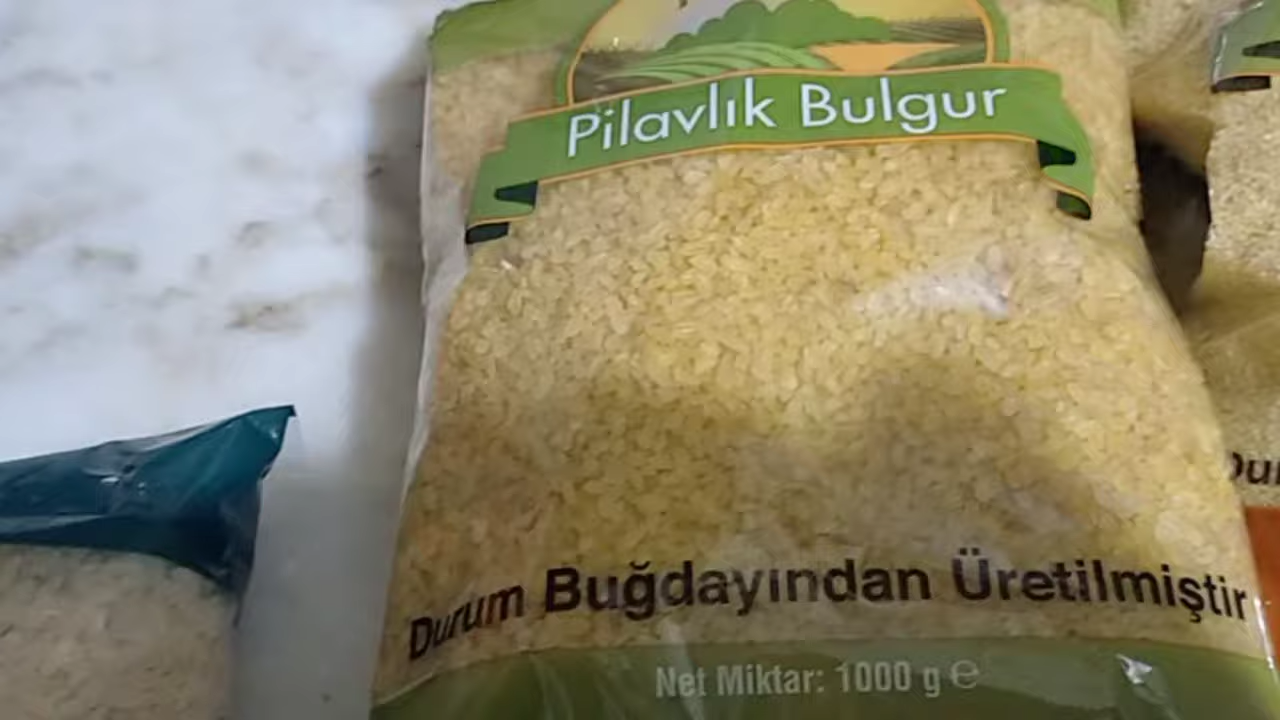 Pilavlık Bulgur
Durum Buğdayından Üretilmiştir
Net Miktar: 1000 g ℮